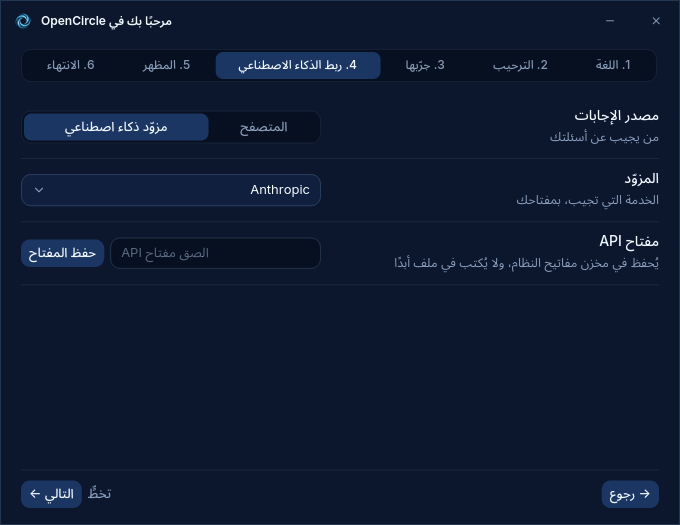 مرحبًا بك في OpenCircle
1. اللغة
2. الترحيب
3. جرّبها
4. ربط الذكاء الاصطناعي
5. المظهر
6. الانتهاء
مصدر الإجابات
من يجيب عن أسئلتك
المتصفح
مزوّد ذكاء اصطناعي
المزوّد
الخدمة التي تجيب، بمفتاحك
Anthropic
مفتاح API
يُحفظ في مخزن مفاتيح النظام، ولا يُكتب في ملف أبدًا
الصق مفتاح API
حفظ المفتاح
→ رجوع
تخطٍّ
التالي ←